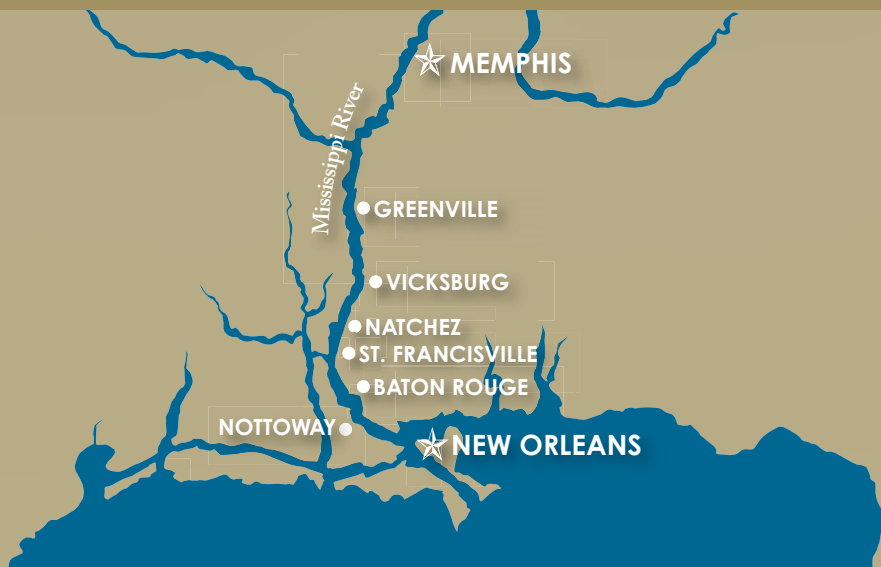 MEMPHIS
Mississippi River
GREENVILLE
VICKSBURG
NATCHEZ
ST. FRANCISVILLE
BATON ROUGE
NOTTOWAY
NEW ORLEANS